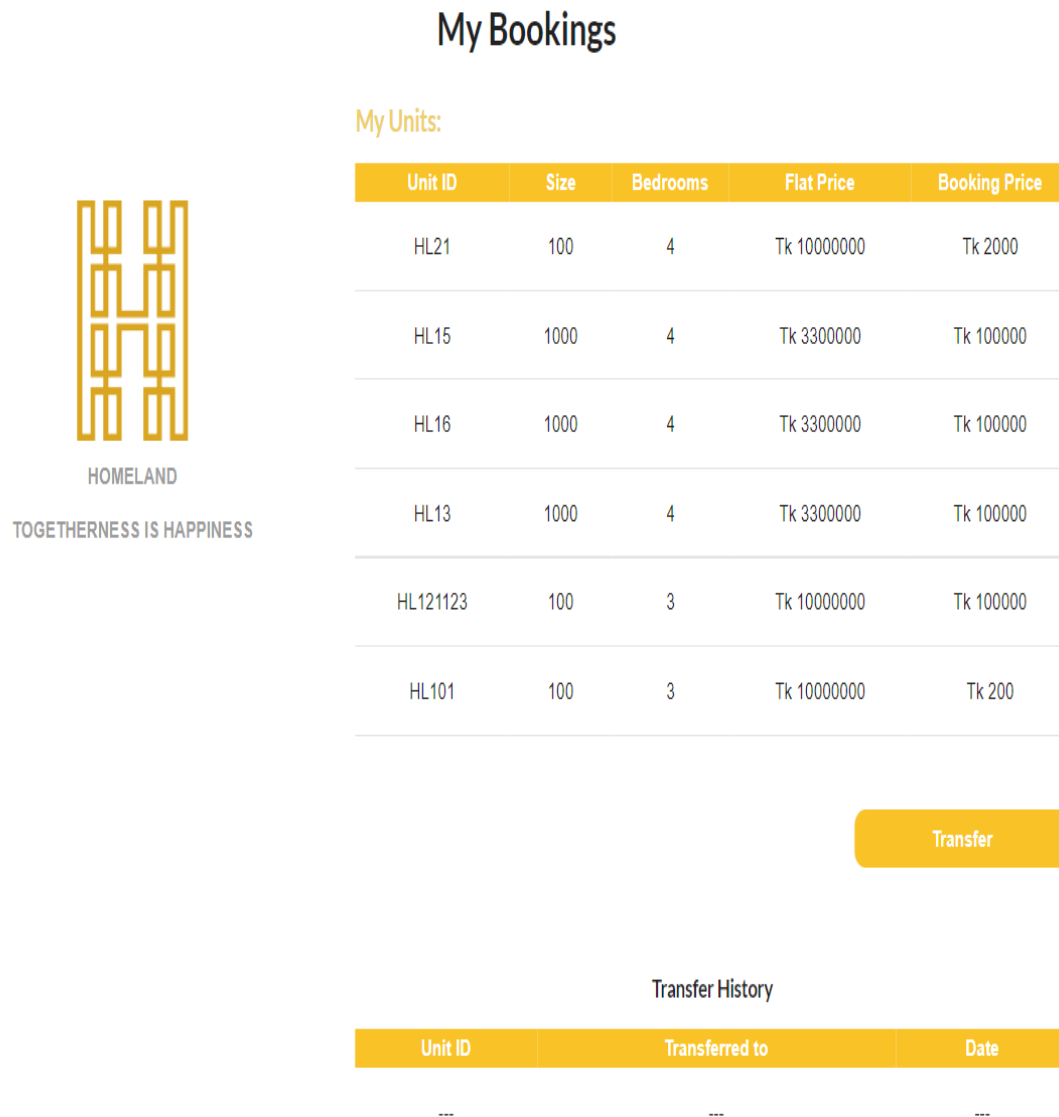 My Bookings
My Units:
Unit ID Size Bedrooms Flat Price Booking Price
HL21 100 4 Tk 10000000 Tk 2000
HL15 1000 4 Tk 3300000 Tk 100000
HL16 1000 4 Tk 3300000 Tk 100000
HL13 1000 4 Tk 3300000 Tk 100000
HL121123 100 3 Tk 10000000 Tk 100000
HL101 100 3 Tk 10000000 Tk 200
HOMELAND
TOGETHERNESS IS HAPPINESS
Transfer
Transfer History
Unit ID Transferred to Date
--- --- ---